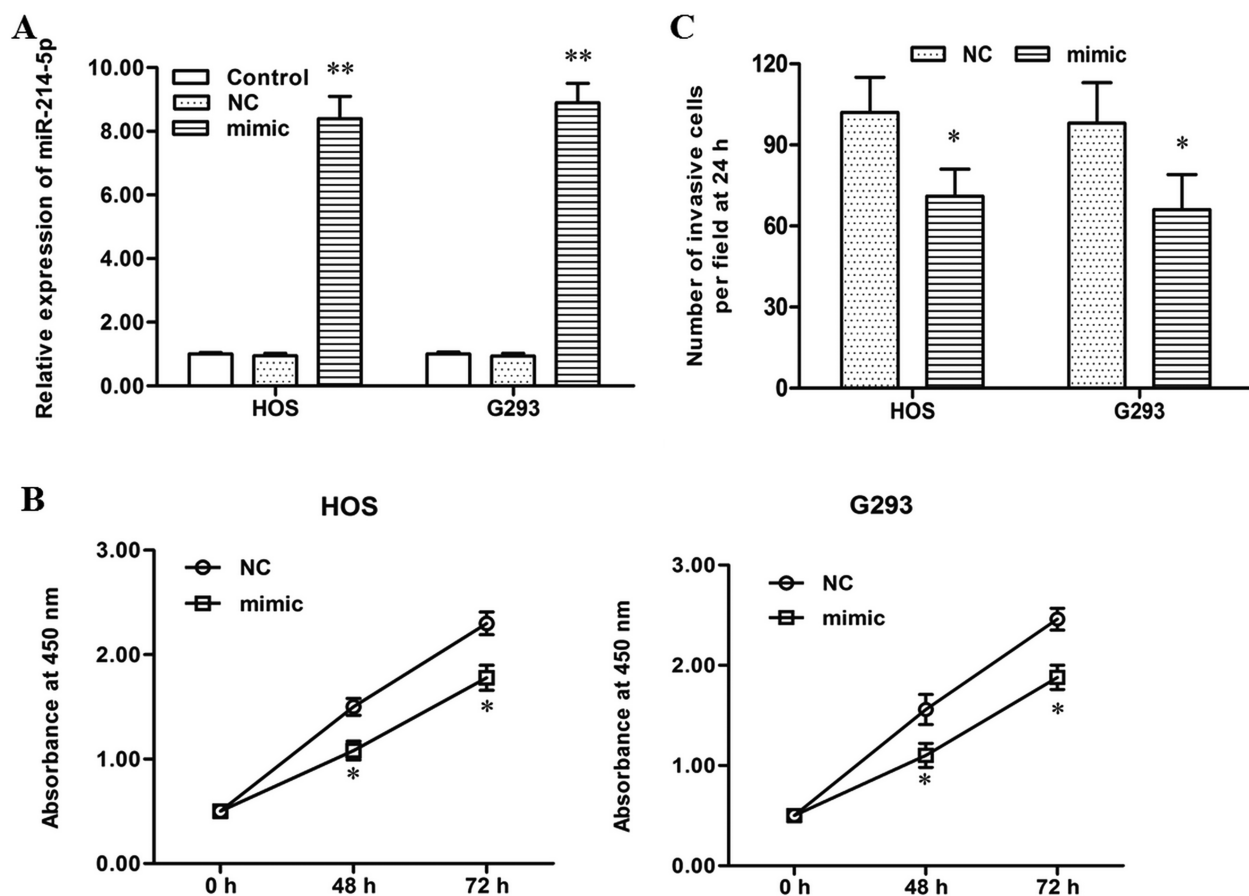 A
Relative expression of miR-214-5p
10.00
8.00
6.00
4.00
2.00
0.00
Control
NC
mimic
**
**
HOS
G293
C
NC
mimic
Number of invasive cells
per field at 24 h
120
90
60
30
0
*
*
HOS
G293
B
HOS
Absorbance at 450 nm
3.00
2.00
1.00
0.00
NC
mimic
*
*
0 h
48 h
72 h
G293
Absorbance at 450 nm
3.00
2.00
1.00
0.00
NC
mimic
*
*
0 h
48 h
72 h